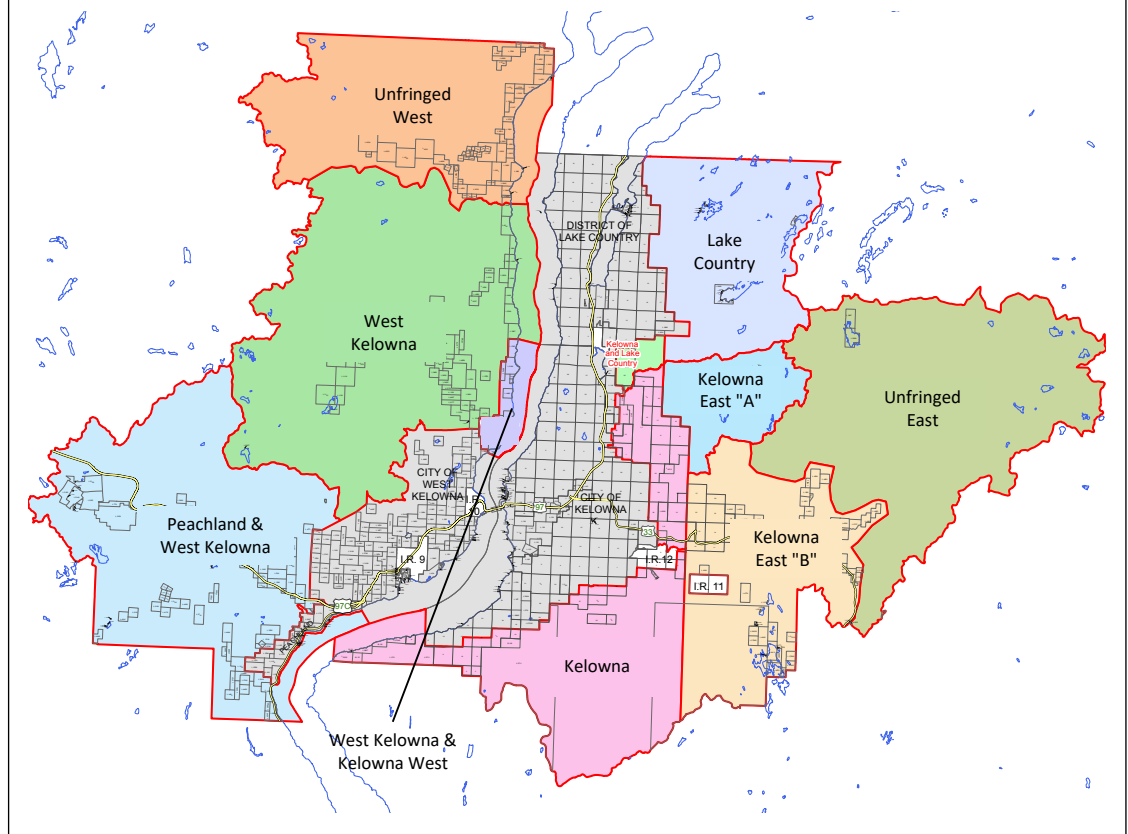 Unfringed
West
DISTRICT OF
LAKE COUNTRY
Lake
Country
West
Kelowna
Kelowna
and Lake
Country
Kelowna
East "A"
Unfringed
East
CITY OF
WEST
KELOWNA
I.R.
10
97
CITY OF
KELOWNA
K
Peachland &
West Kelowna
33
Kelowna
East "B"
I.R. 9
I.R. 12
I.R. 11
97C
Kelowna
West Kelowna &
Kelowna West